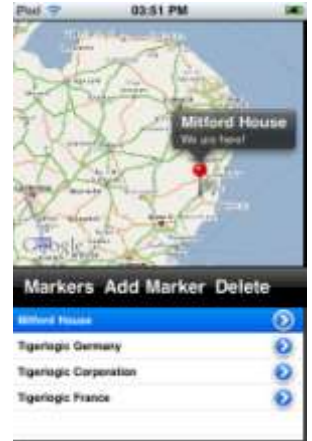 iPod 03:51 PM
Mitford House
We are here!
Google
Markers Add Marker Delete
Mitford House
Tigerlogic Germany
Tigerlogic Corporation
Tigerlogic France